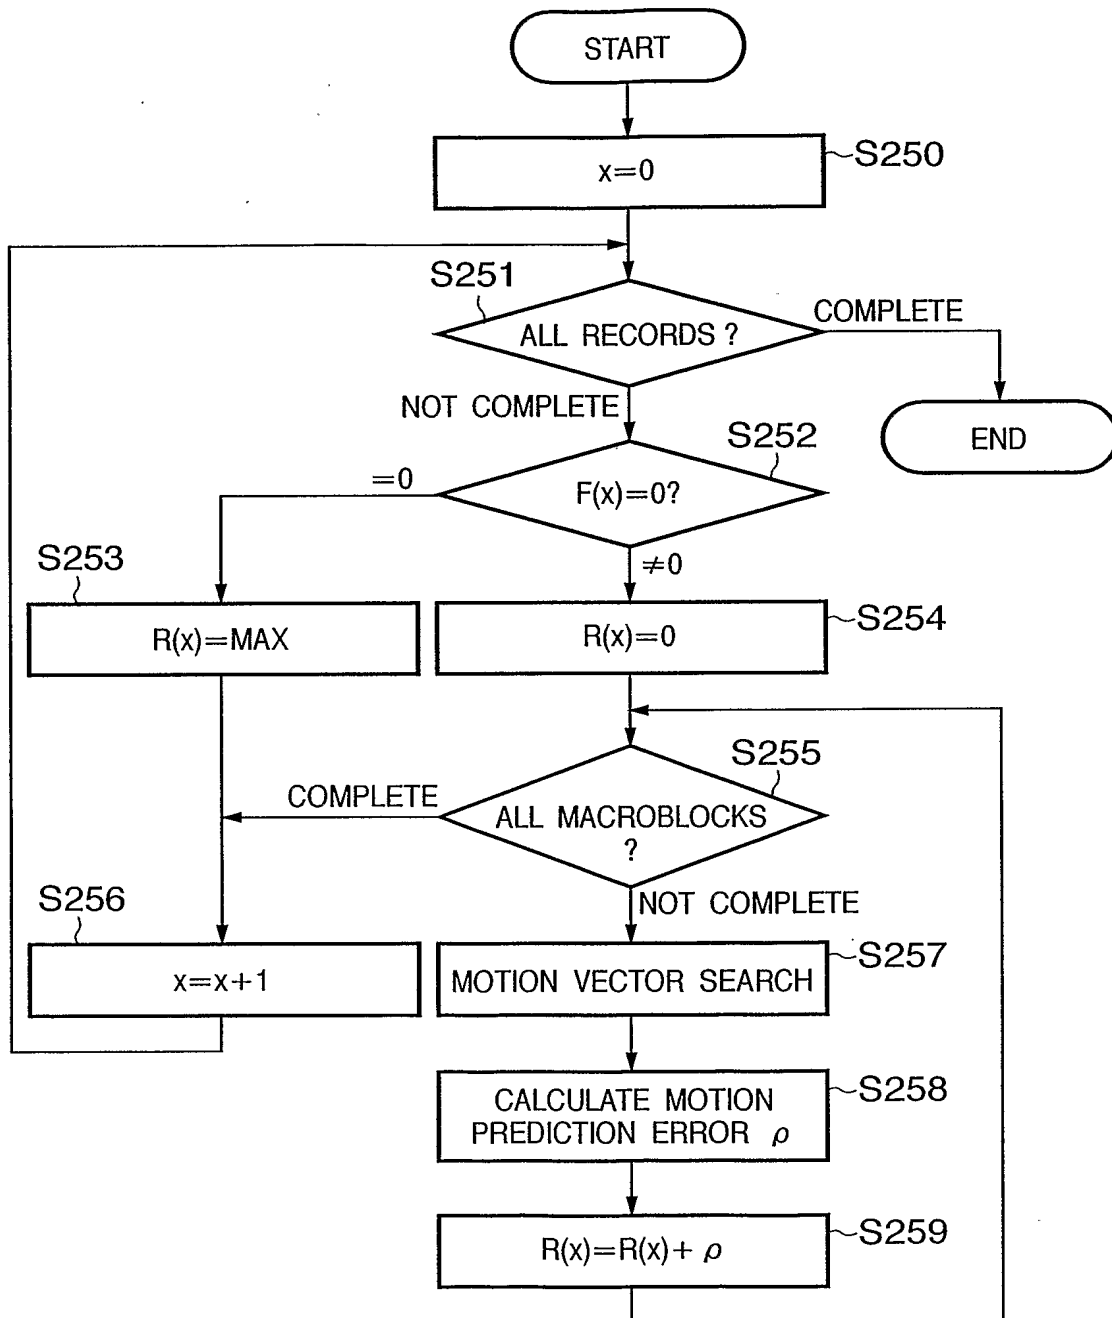 START
x=0
S250
S251
ALL RECORDS ?
COMPLETE
NOT COMPLETE
END
S252
=0
F(x)=0?
≠0
S253
R(x)=MAX
R(x)=0
S254
S255
COMPLETE
ALL MACROBLOCKS
?
NOT COMPLETE
S256
x=x+1
MOTION VECTOR SEARCH
S257
CALCULATE MOTION
PREDICTION ERROR ρ
S258
R(x)=R(x)+ ρ
S259